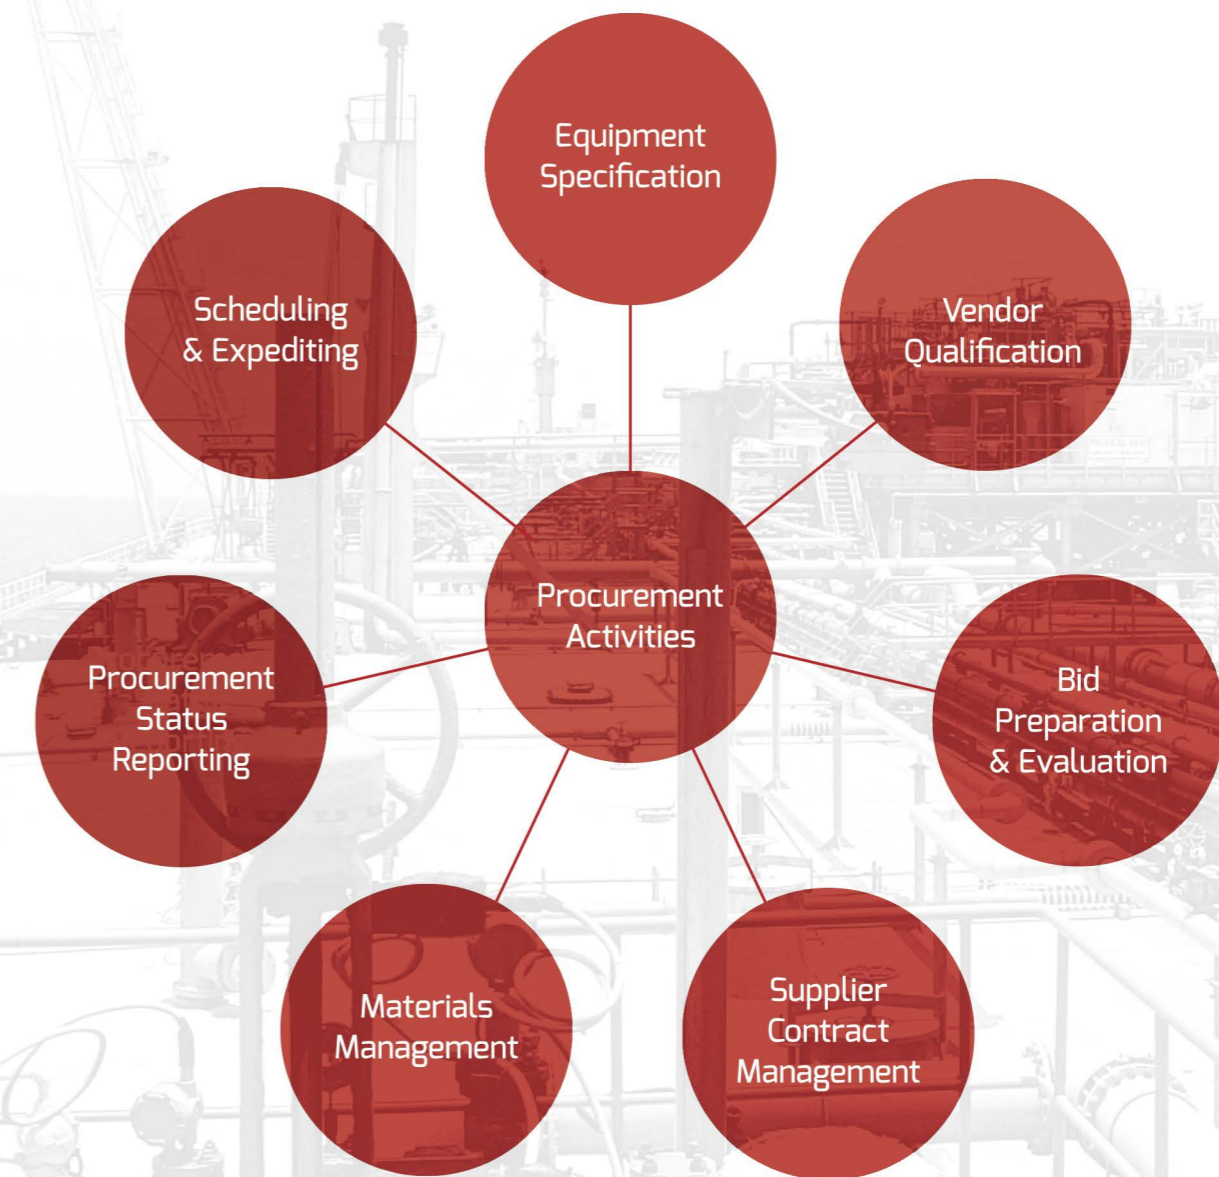 Equipment
Specification
Scheduling
& Expediting
Vendor
Qualification
Procurement
Activities
Procurement
Status
Reporting
Bid
Preparation
& Evaluation
Materials
Management
Supplier
Contract
Management